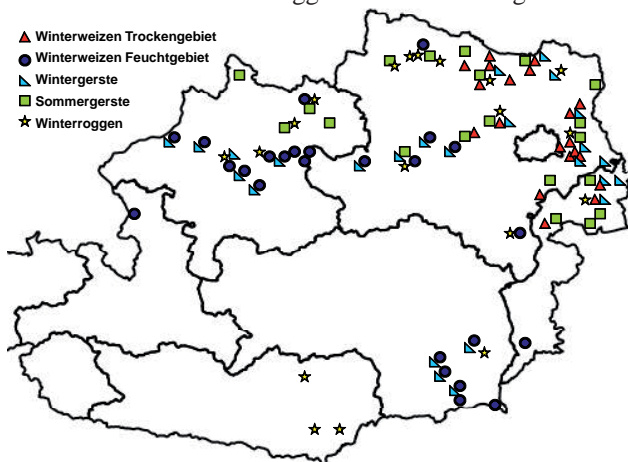 Winterweizen Trockengebiet
Winterweizen Feuchtgebiet
Wintergerste
Sommergerste
Winterroggen